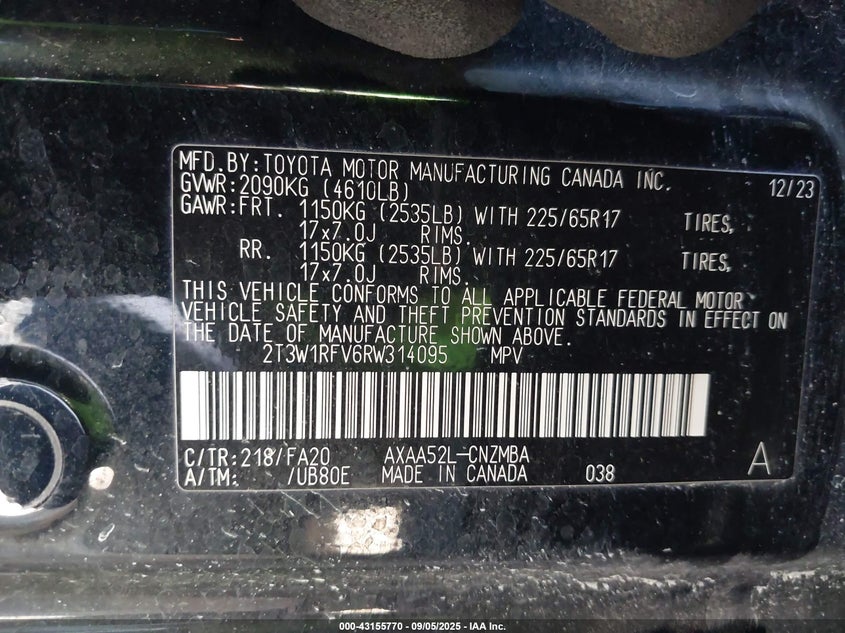 MFD. BY: TOYOTA MOTOR MANUFACTURING CANADA INC. 12/23
GVWR: 2090KG (4610LB)
GAWR: FRT. 1150KG (2535LB) WITH 225/65R17 TIRES,
17x7.0J RIMS.
RR. 1150KG (2535LB) WITH 225/65R17 TIRES,
17x7.0J RIMS.
THIS VEHICLE CONFORMS TO ALL APPLICABLE FEDERAL MOTOR
VEHICLE SAFETY AND THEFT PREVENTION STANDARDS IN EFFECT ON
THE DATE OF MANUFACTURE SHOWN ABOVE.
2T3W1RFV6RW314095 MPV
C/TR: 218/FA20 AXAA52L-CNZMBA A
A/TM: /UB80E MADE IN CANADA 038
000-43155770 - 09/05/2025 - IAA Inc.